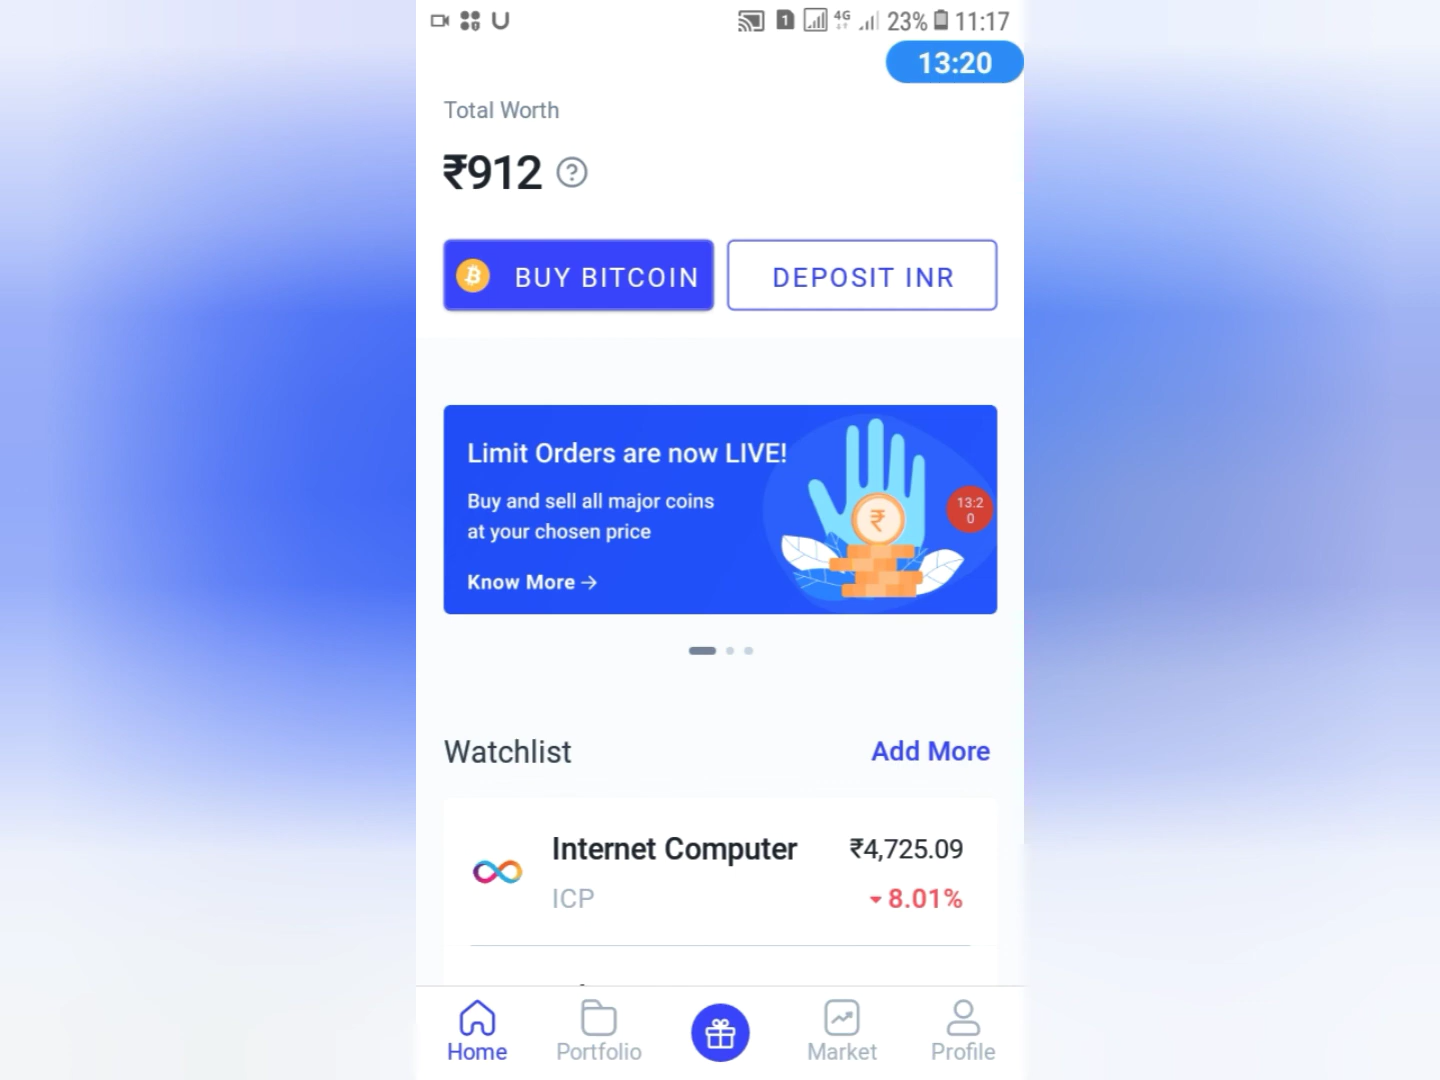 1 4G 23% 11:17
13:20
Total Worth
₹912 ?
BUY BITCOIN DEPOSIT INR
Limit Orders are now LIVE!
Buy and sell all major coins
at your chosen price
13:2
0
₹
Know More →
Watchlist Add More
Internet Computer ₹4,725.09
ICP 8.01%
Home Portfolio Market Profile